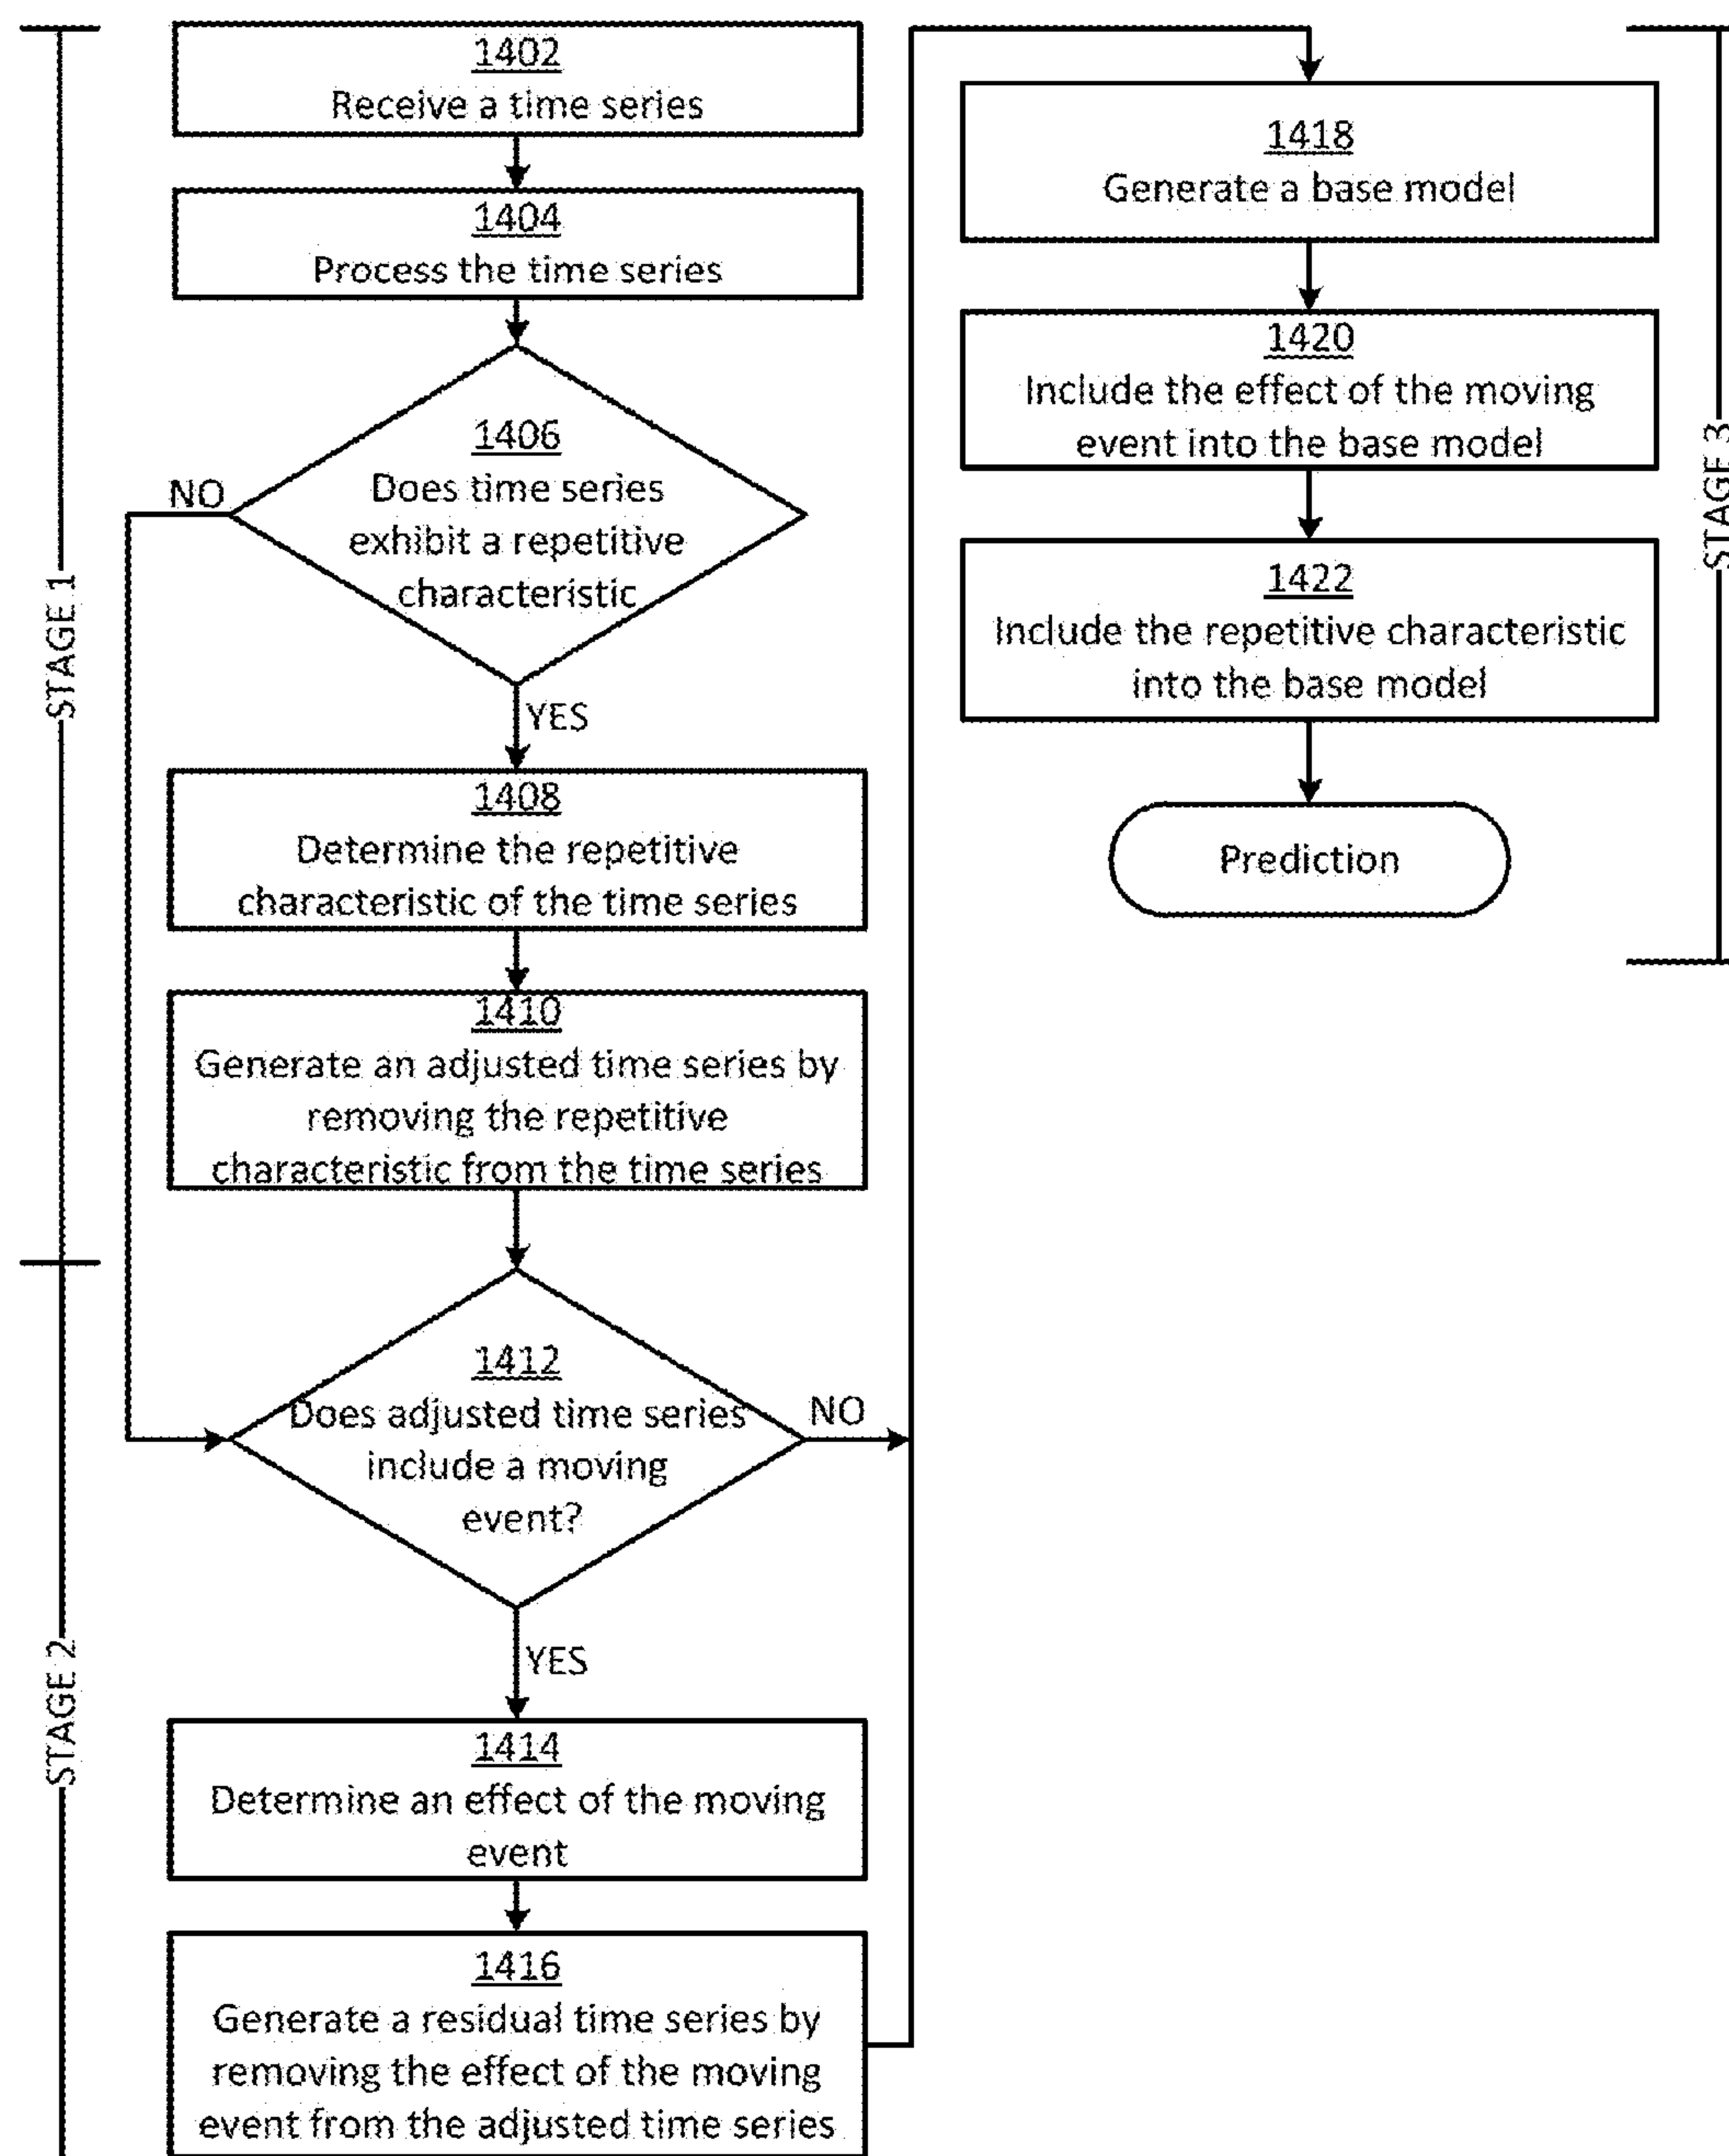 STAGE 1
1402
Receive a time series
1404
Process the time series
1406
Does time series
exhibit a repetitive
characteristic
NO
YES
1408
Determine the repetitive
characteristic of the time series
1410
Generate an adjusted time series by
removing the repetitive
characteristic from the time series
STAGE 2
1412
Does adjusted time series
include a moving
event?
NO
YES
1414
Determine an effect of the moving
event
1416
Generate a residual time series by
removing the effect of the moving
event from the adjusted time series
STAGE 3
1418
Generate a base model
1420
Include the effect of the moving
event into the base model
1422
Include the repetitive characteristic
into the base model
Prediction